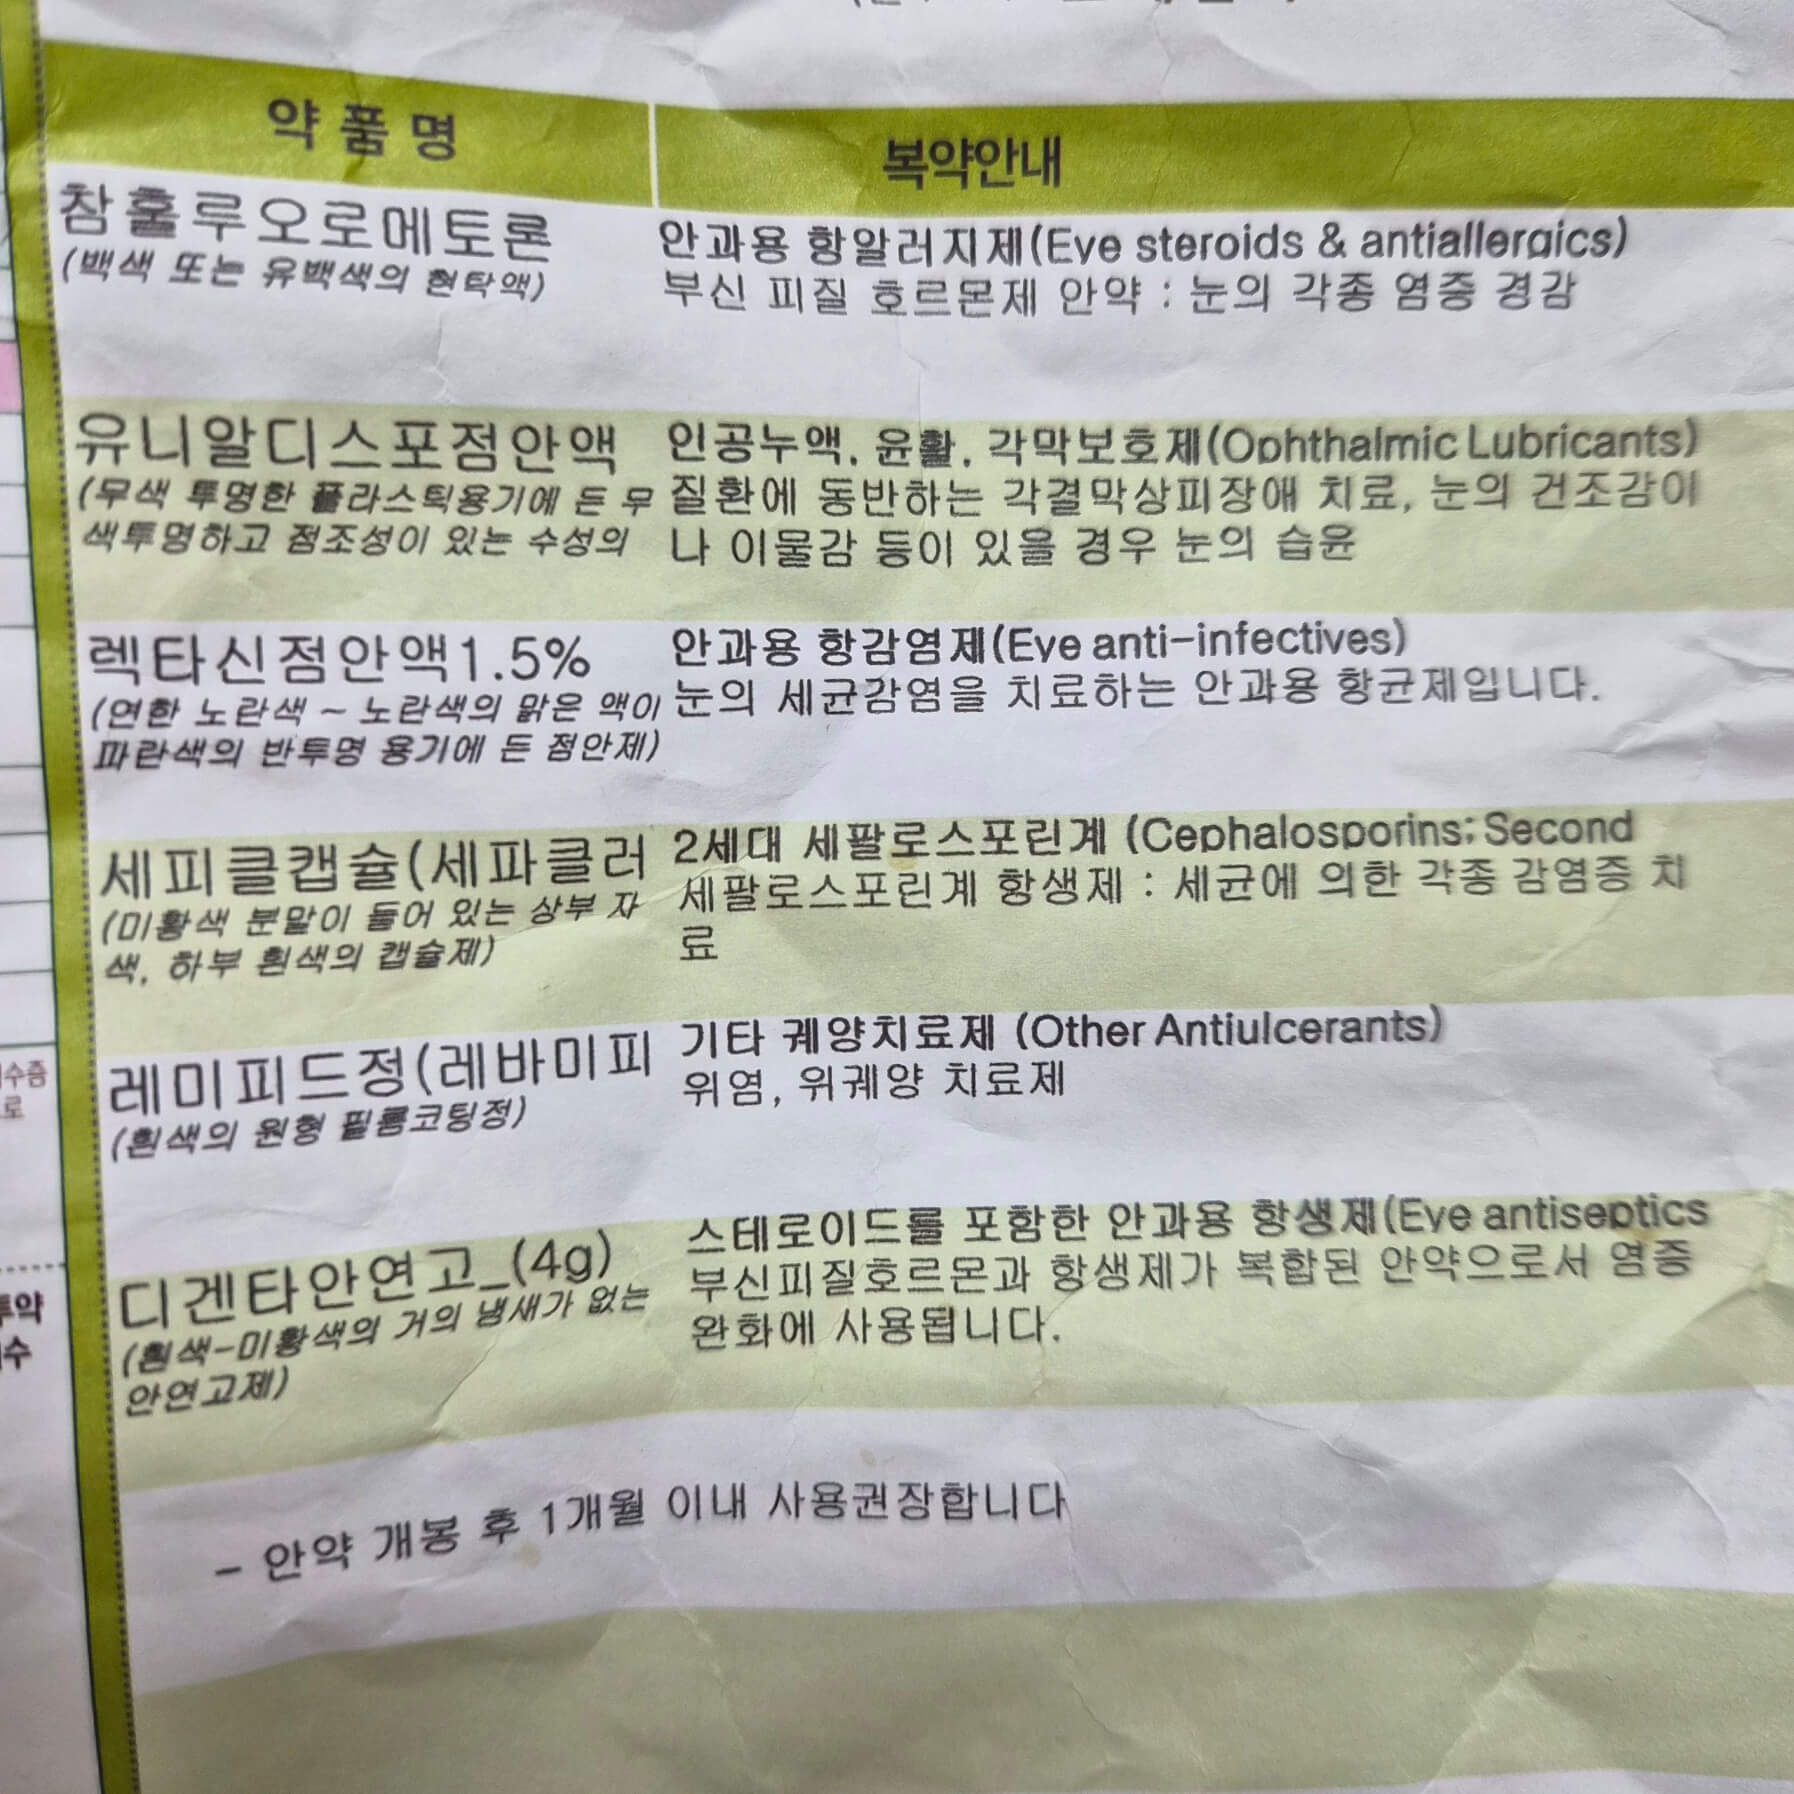 약 품 명
복약안내
참훌루오로메토론
(백색 또는 유백색의 현탁액)
안과용 항알러지제(Eye steroids & antiallergics)
부신 피질 호르몬제 안약 : 눈의 각종 염증 경감
유니알디스포점안액
(무색 투명한 플라스틱용기에 든 무
색투명하고 점조성이 있는 수성의
인공누액, 윤활, 각막보호제(Ophthalmic Lubricants)
질환에 동반하는 각결막상피장애 치료, 눈의 건조감이
나 이물감 등이 있을 경우 눈의 습윤
렉타신점안액1.5%
(연한 노란색 ~ 노란색의 맑은 액이
파란색의 반투명 용기에 든 점안제)
안과용 항감염제(Eye anti-infectives)
눈의 세균감염을 치료하는 안과용 항균제입니다.
세피클캡슐(세파클러
(미황색 분말이 들어 있는 상부 자
색, 하부 흰색의 캡슐제)
2세대 세팔로스포린계 (Cephalosporins; Second
세팔로스포린계 항생제 : 세균에 의한 각종 감염증 치
료
레미피드정(레바미피
(흰색의 원형 필름코팅정)
기타 궤양치료제 (Other Antiulcerants)
위염, 위궤양 치료제
디겐타안연고_(4g)
(흰색-미황색의 거의 냄새가 없는
안연고제)
스테로이드를 포함한 안과용 항생제(Eye antiseptics
부신피질호르몬과 항생제가 복합된 안약으로서 염증
완화에 사용됩니다.
- 안약 개봉 후 1개월 이내 사용권장합니다
수증
로
투약
수